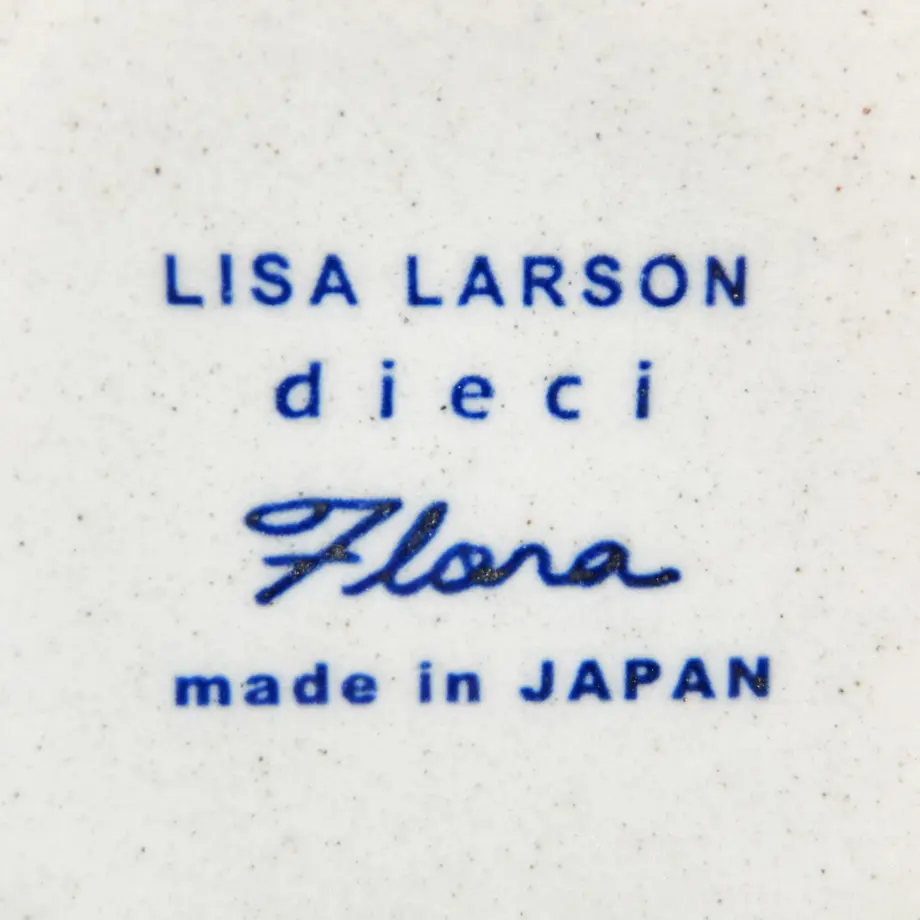 LISA LARSON
dieci
Flora
made in JAPAN